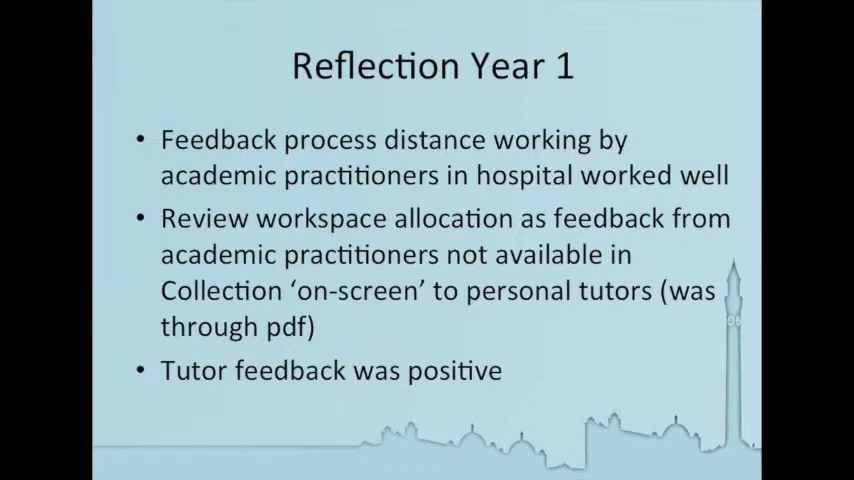 Reflection Year 1
• Feedback process distance working by
academic practitioners in hospital worked well
• Review workspace allocation as feedback from
academic practitioners not available in
Collection ‘on-screen’ to personal tutors (was
through pdf)
• Tutor feedback was positive